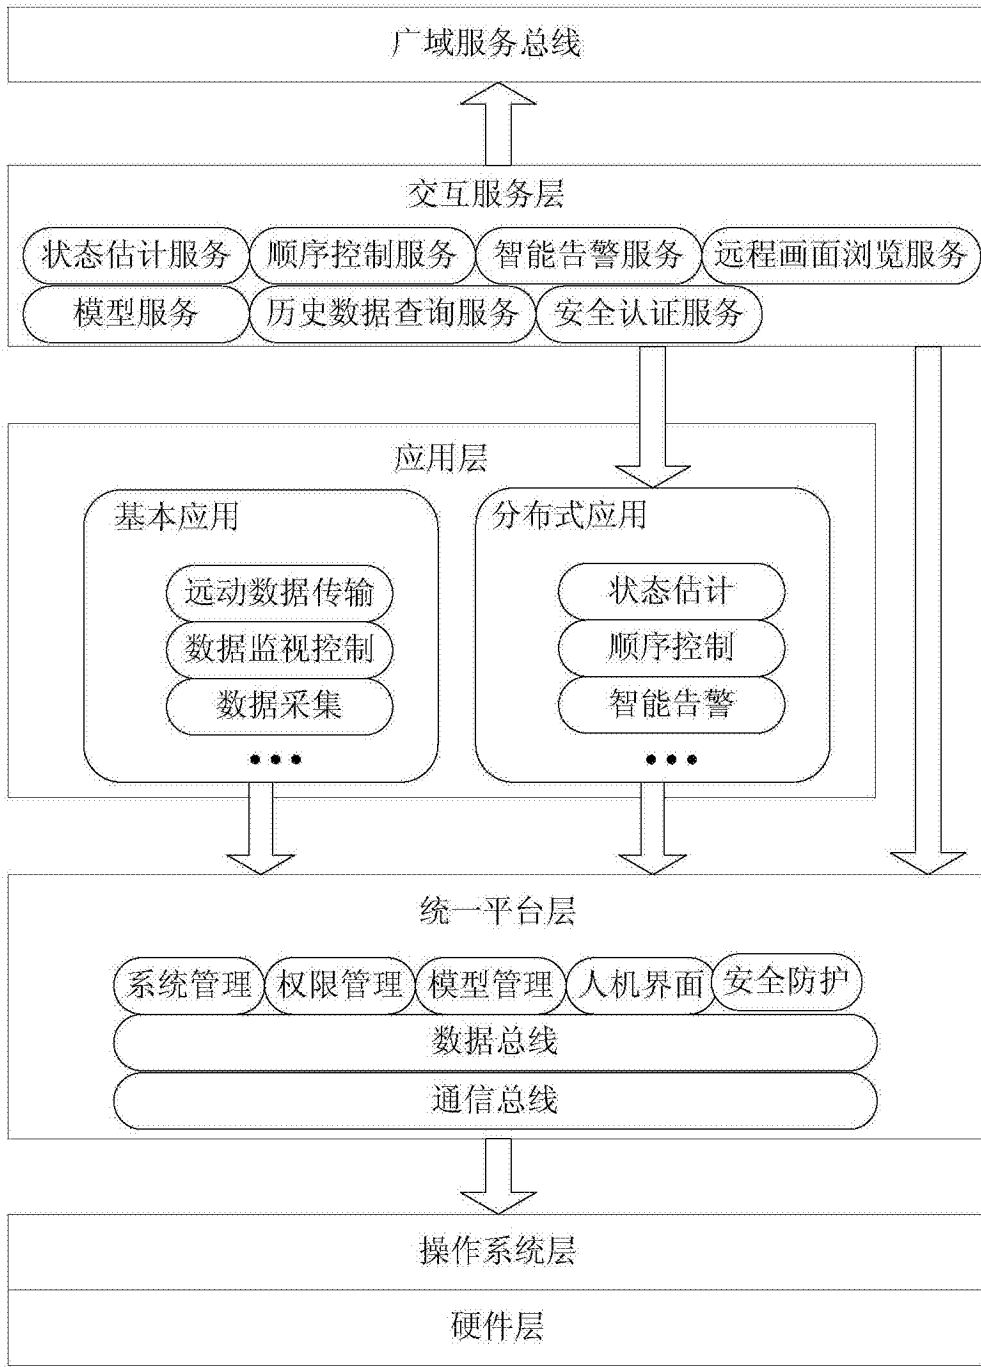 广域服务总线
交互服务层
状态估计服务 顺序控制服务 智能告警服务 远程画面浏览服务
模型服务 历史数据查询服务 安全认证服务
应用层
基本应用
远动数据传输
数据监视控制
数据采集
•••
分布式应用
状态估计
顺序控制
智能告警
•••
统一平台层
系统管理 权限管理 模型管理 人机界面 安全防护
数据总线
通信总线
操作系统层
硬件层